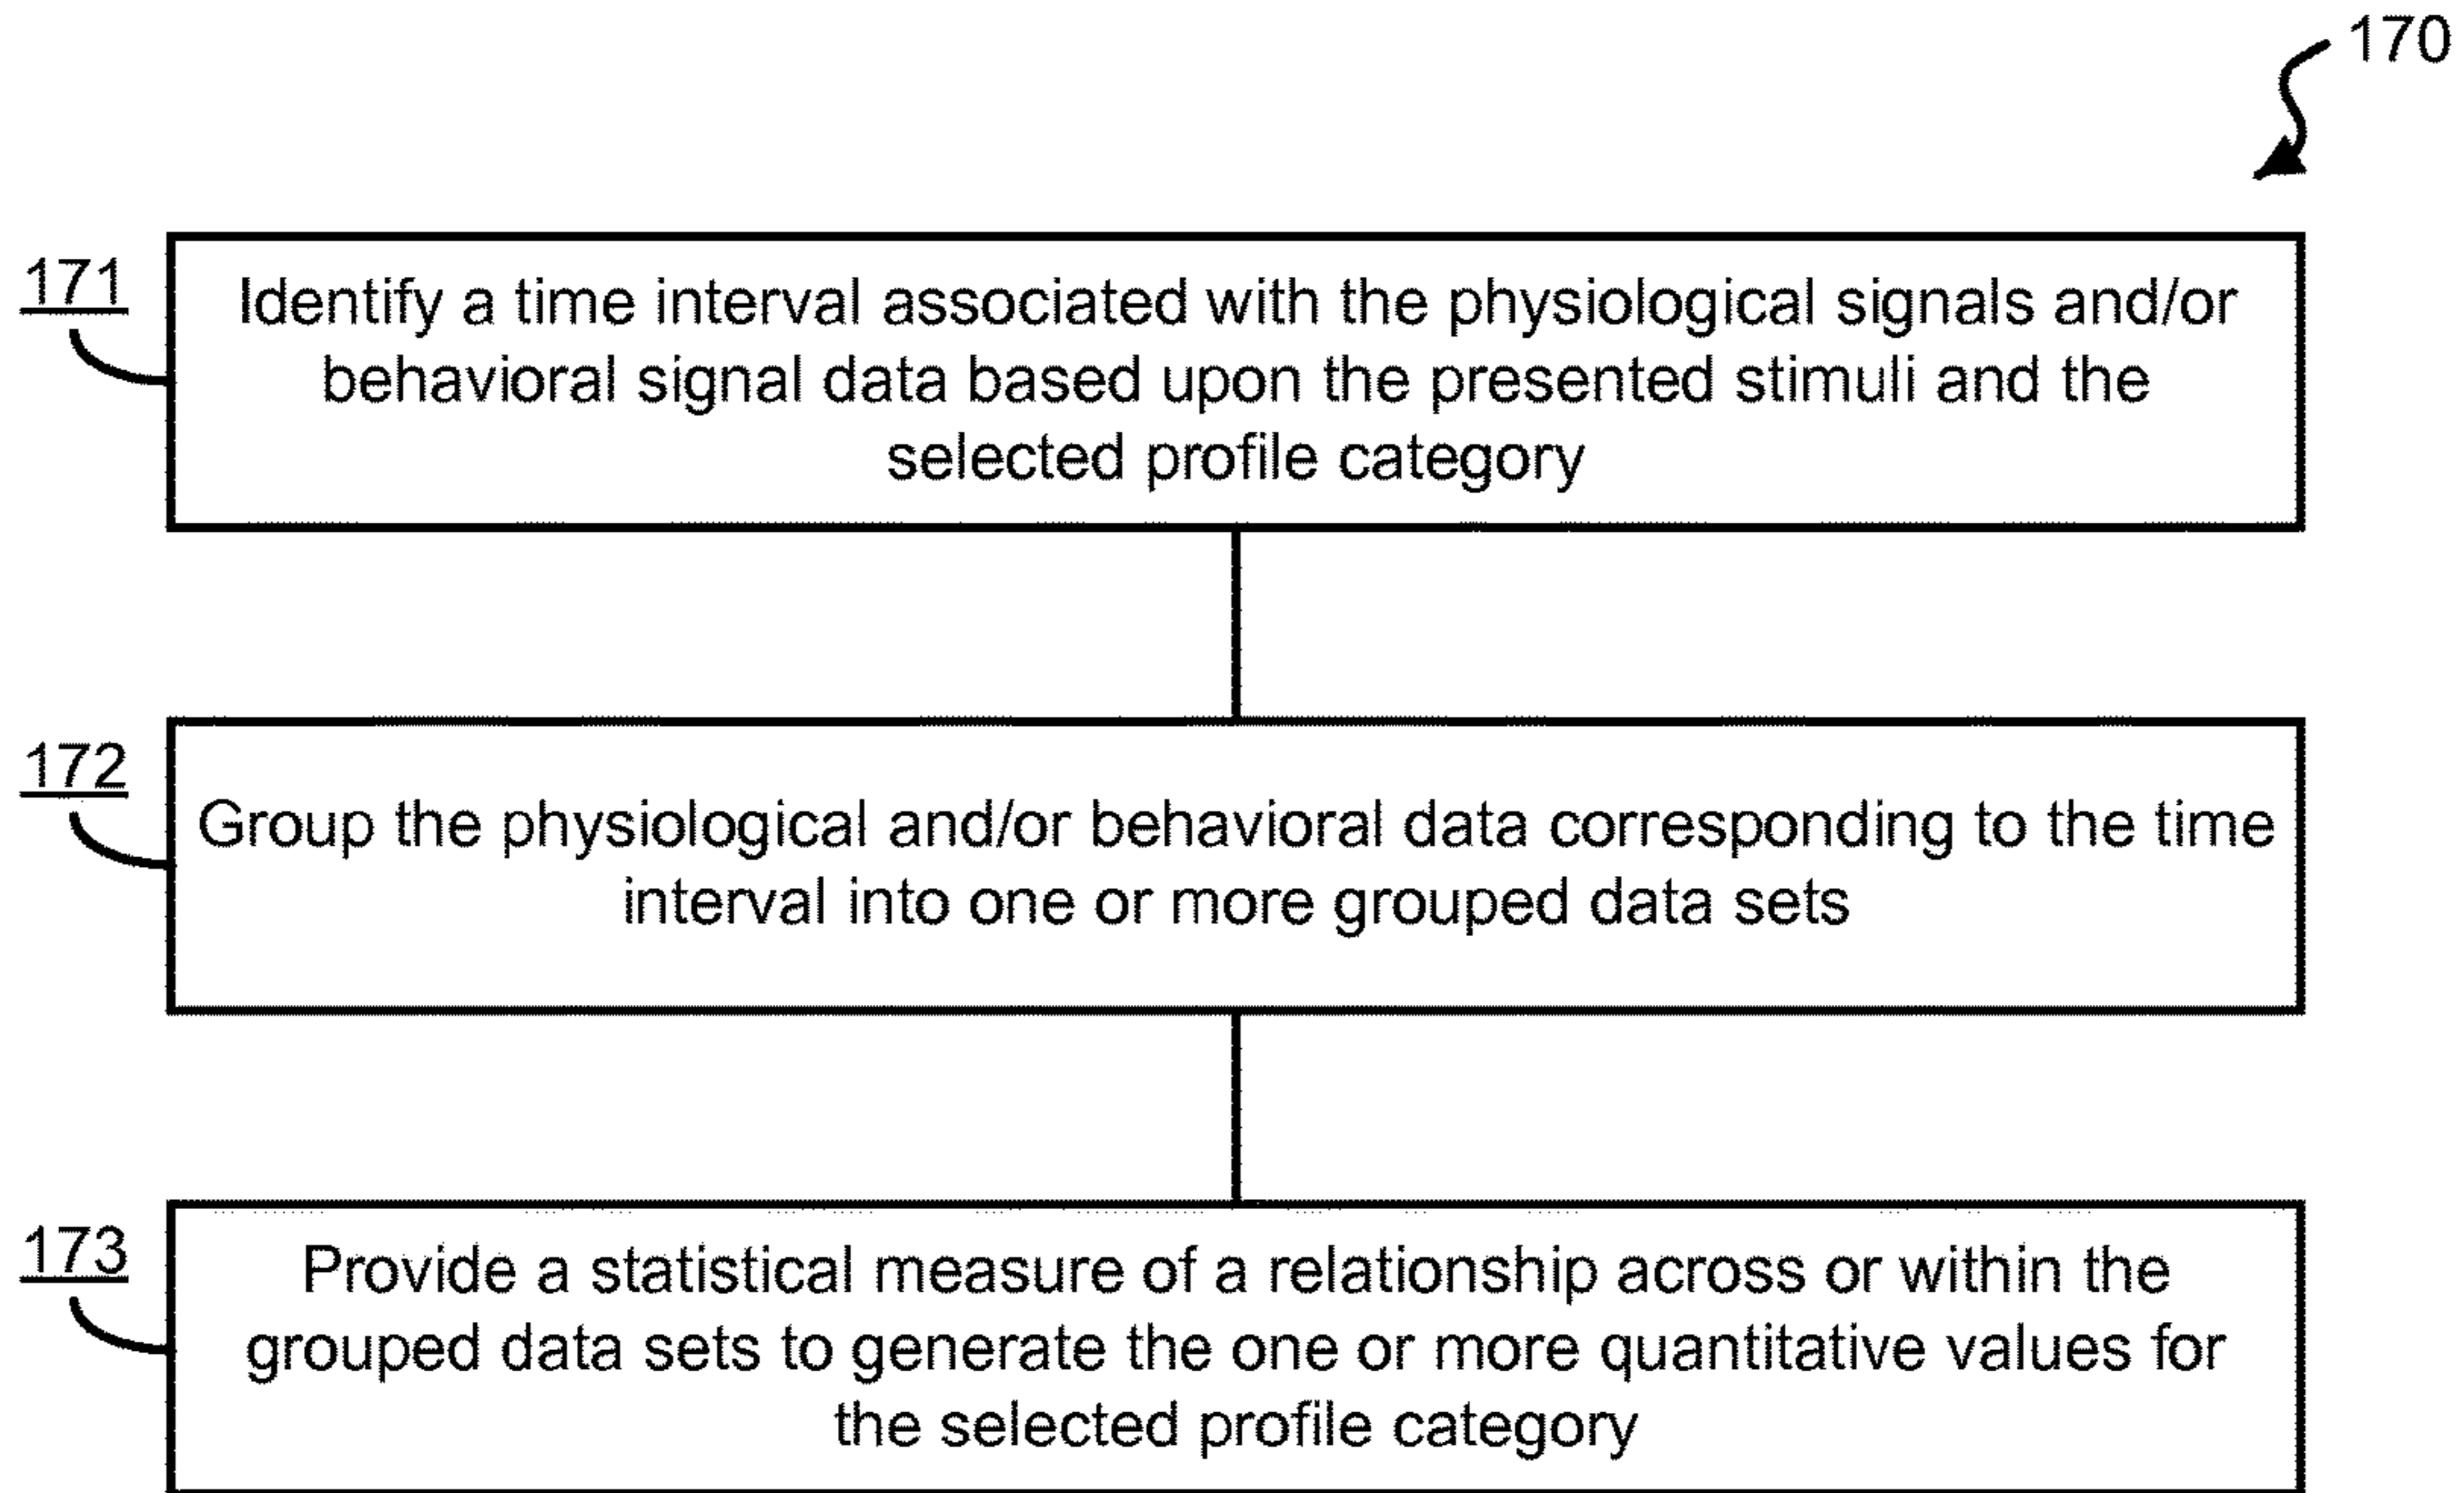 170
171
Identify a time interval associated with the physiological signals and/or
behavioral signal data based upon the presented stimuli and the
selected profile category
172
Group the physiological and/or behavioral data corresponding to the time
interval into one or more grouped data sets
173
Provide a statistical measure of a relationship across or within the
grouped data sets to generate the one or more quantitative values for
the selected profile category